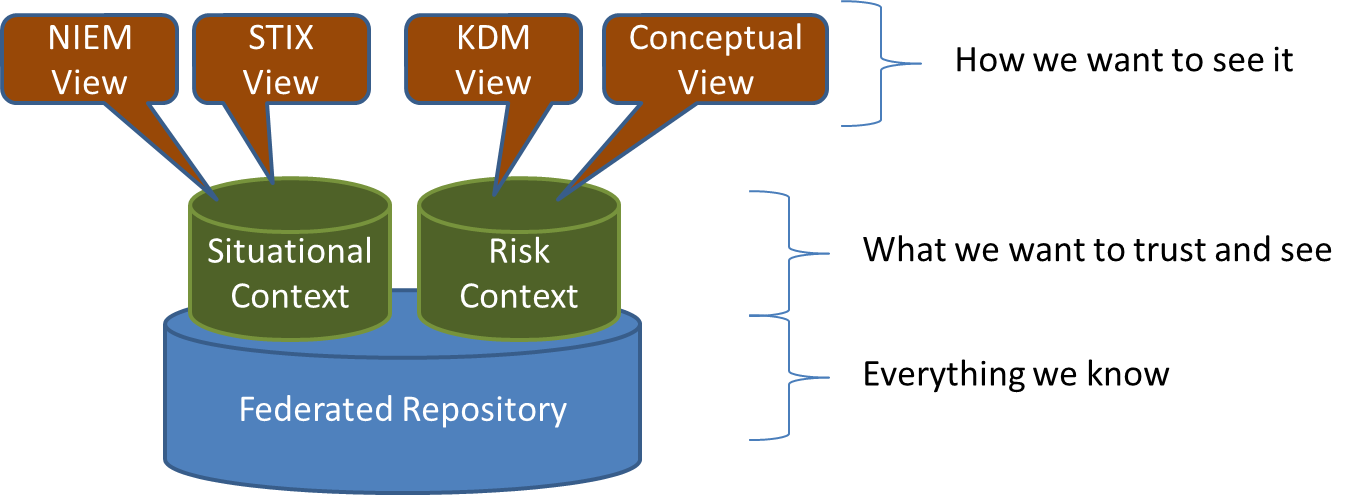 NIEM
View
STIX
View
KDM
View
Conceptual
View
How we want to see it
Situational
Context
Risk
Context
What we want to trust and see
Federated Repository
Everything we know